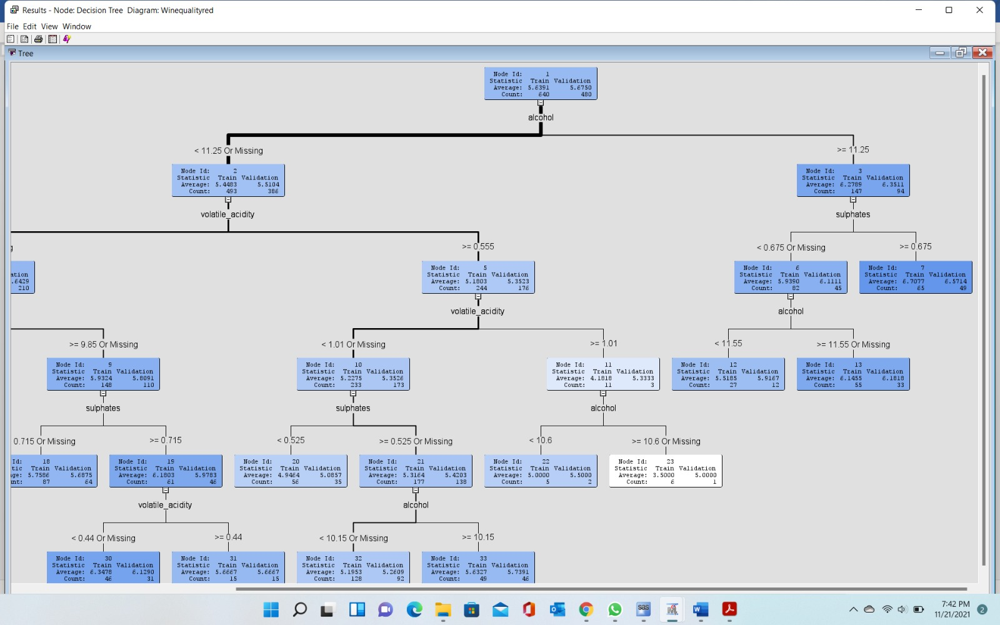 Results - Node: Decision Tree Diagram: Winequalityred
File Edit View Window
Tree
Node Id: 1
Statistic Train Validation
Average: 5.6391 5.6750
Count: 640 480
alcohol
< 11.25 Or Missing
>= 11.25
Node Id: 2
Statistic Train Validation
Average: 5.4483 5.5104
Count: 493 386
Node Id: 3
Statistic Train Validation
Average: 6.2789 6.3511
Count: 147 94
volatile_acidity
sulphates
>= 0.555
< 0.675 Or Missing
>= 0.675
ation
.6429
210
Node Id: 5
Statistic Train Validation
Average: 5.1803 5.3523
Count: 244 176
Node Id: 6
Statistic Train Validation
Average: 5.9390 6.1111
Count: 82 45
Node Id: 7
Statistic Train Validation
Average: 6.7077 6.5714
Count: 65 49
volatile_acidity
alcohol
>= 9.85 Or Missing
< 1.01 Or Missing
>= 1.01
< 11.55
>= 11.55 Or Missing
Node Id: 9
Statistic Train Validation
Average: 5.9324 5.8091
Count: 148 110
Node Id: 10
Statistic Train Validation
Average: 5.2275 5.3526
Count: 233 173
Node Id: 11
Statistic Train Validation
Average: 4.1818 5.3333
Count: 11 3
Node Id: 12
Statistic Train Validation
Average: 5.5185 5.9167
Count: 27 12
Node Id: 13
Statistic Train Validation
Average: 6.1455 6.1818
Count: 55 33
sulphates
sulphates
alcohol
0.715 Or Missing
>= 0.715
< 0.525
>= 0.525 Or Missing
< 10.6
>= 10.6 Or Missing
Id: 18
tic Train Validation
ge: 5.7586 5.6875
nt: 87 64
Node Id: 19
Statistic Train Validation
Average: 6.1803 5.9783
Count: 61 46
Node Id: 20
Statistic Train Validation
Average: 4.9464 5.0857
Count: 56 35
Node Id: 21
Statistic Train Validation
Average: 5.3164 5.4203
Count: 177 138
Node Id: 22
Statistic Train Validation
Average: 5.0000 5.5000
Count: 5 2
Node Id: 23
Statistic Train Validation
Average: 3.5000 5.0000
Count: 6 1
volatile_acidity
alcohol
< 0.44 Or Missing
>= 0.44
< 10.15 Or Missing
>= 10.15
Node Id: 30
Statistic Train Validation
Average: 6.3478 6.1290
Count: 46 31
Node Id: 31
Statistic Train Validation
Average: 5.6667 5.6667
Count: 15 15
Node Id: 32
Statistic Train Validation
Average: 5.1953 5.2609
Count: 128 92
Node Id: 33
Statistic Train Validation
Average: 5.6327 5.7391
Count: 49 46
sas
7:42 PM
11/21/2021
2